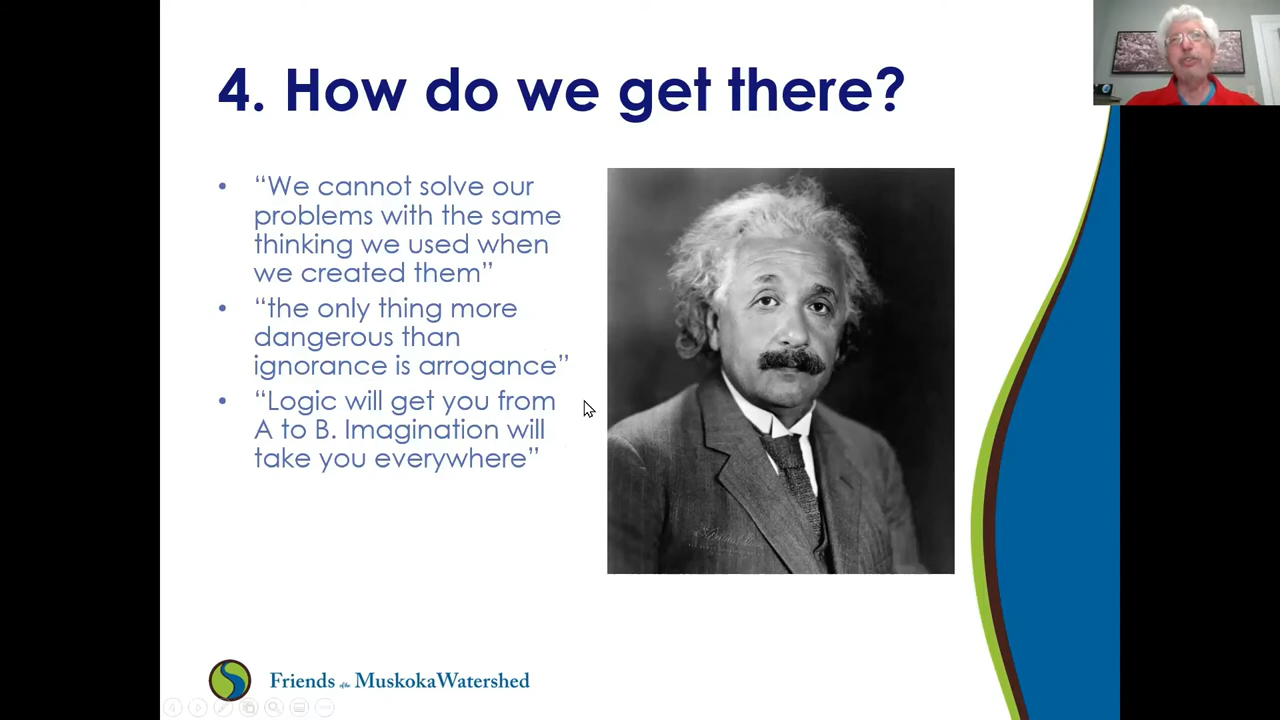 4. How do we get there?
• “We cannot solve our
problems with the same
thinking we used when
we created them”
• “the only thing more
dangerous than
ignorance is arrogance”
• “Logic will get you from
A to B. Imagination will
take you everywhere”
Friends of the MuskokaWatershed